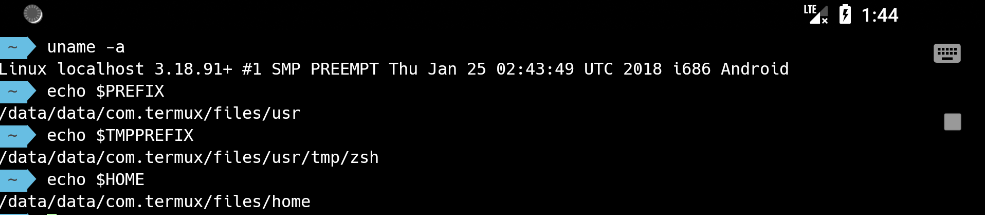 LTE 1:44
~ uname -a
Linux localhost 3.18.91+ #1 SMP PREEMPT Thu Jan 25 02:43:49 UTC 2018 i686 Android
~ echo $PREFIX
/data/data/com.termux/files/usr
~ echo $TMPPREFIX
/data/data/com.termux/files/usr/tmp/zsh
~ echo $HOME
/data/data/com.termux/files/home